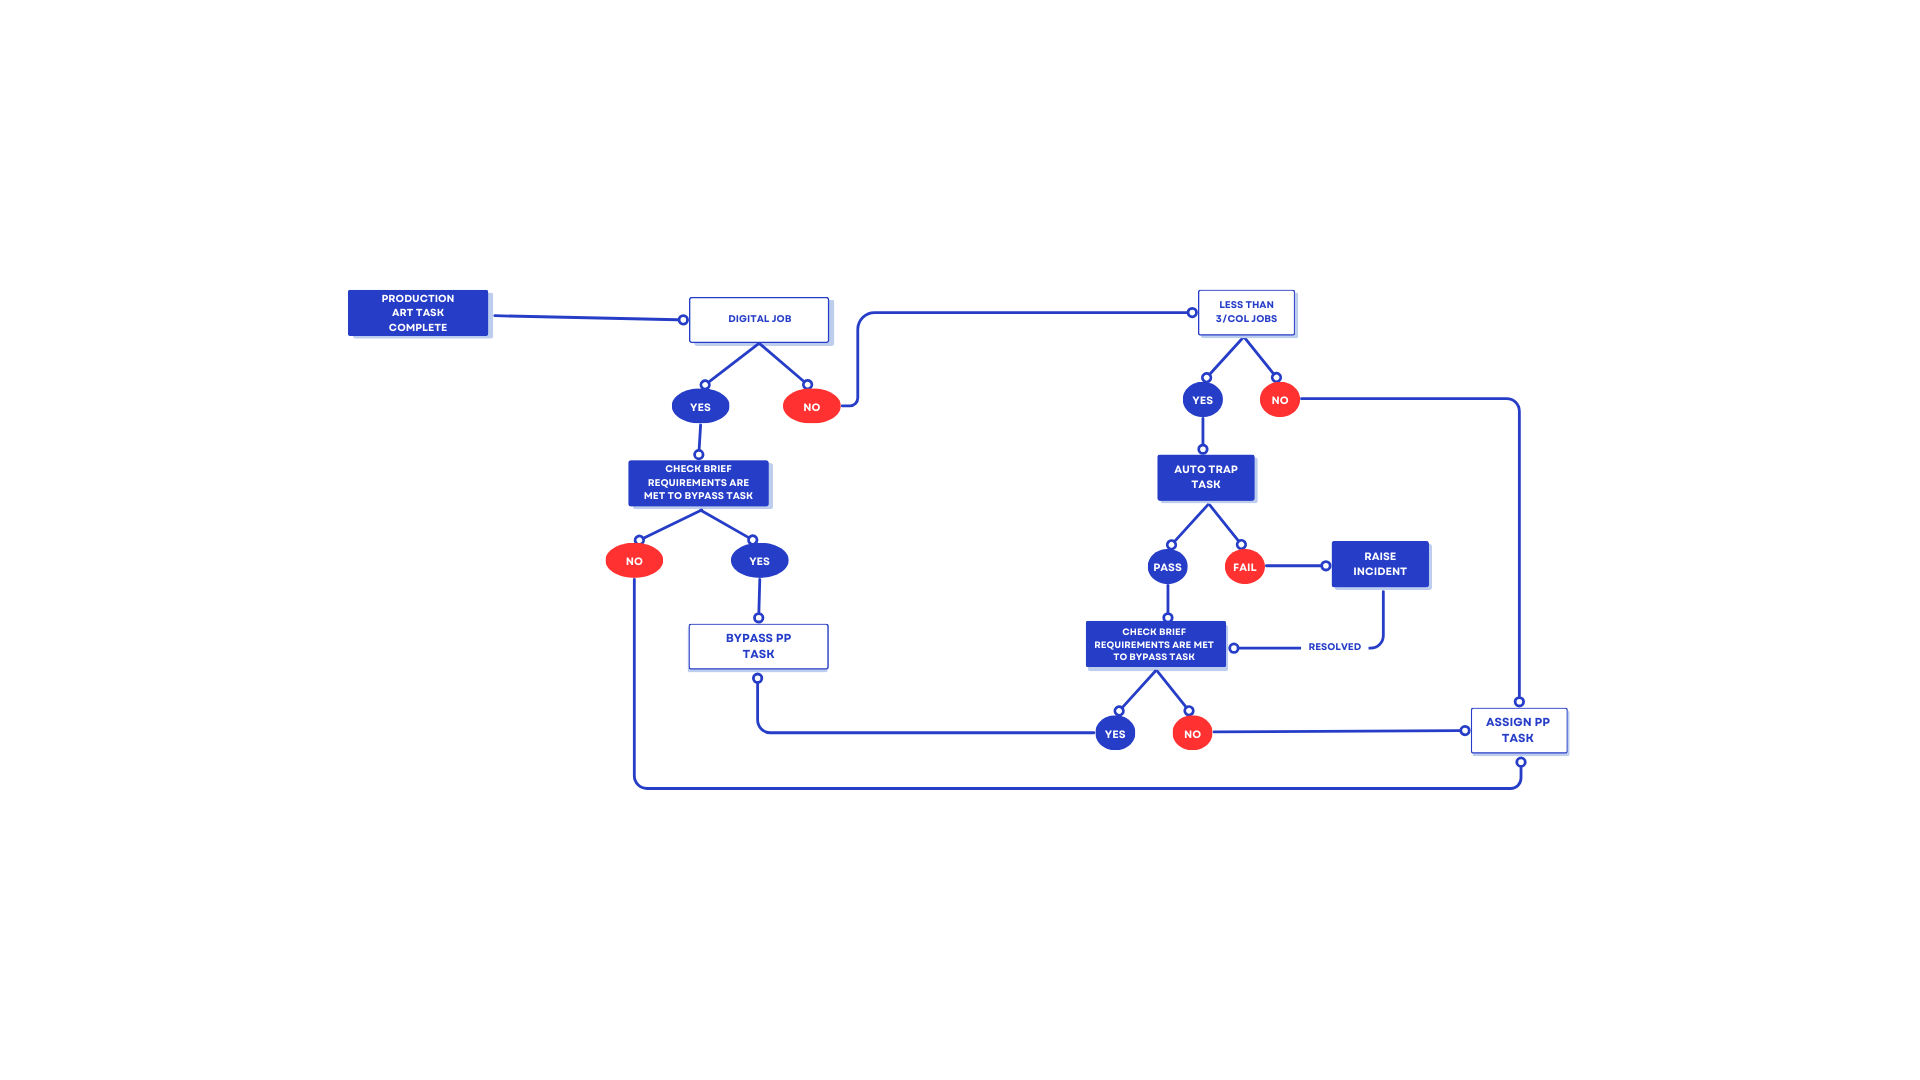 PRODUCTION
ART TASK
COMPLETE
DIGITAL JOB
YES
NO
CHECK BRIEF
REQUIREMENTS ARE
MET TO BYPASS TASK
NO
YES
BYPASS PP
TASK
LESS THAN
3/COL JOBS
YES
NO
AUTO TRAP
TASK
PASS
FAIL
RAISE
INCIDENT
RESOLVED
CHECK BRIEF
REQUIREMENTS ARE MET
TO BYPASS TASK
YES
NO
ASSIGN PP
TASK